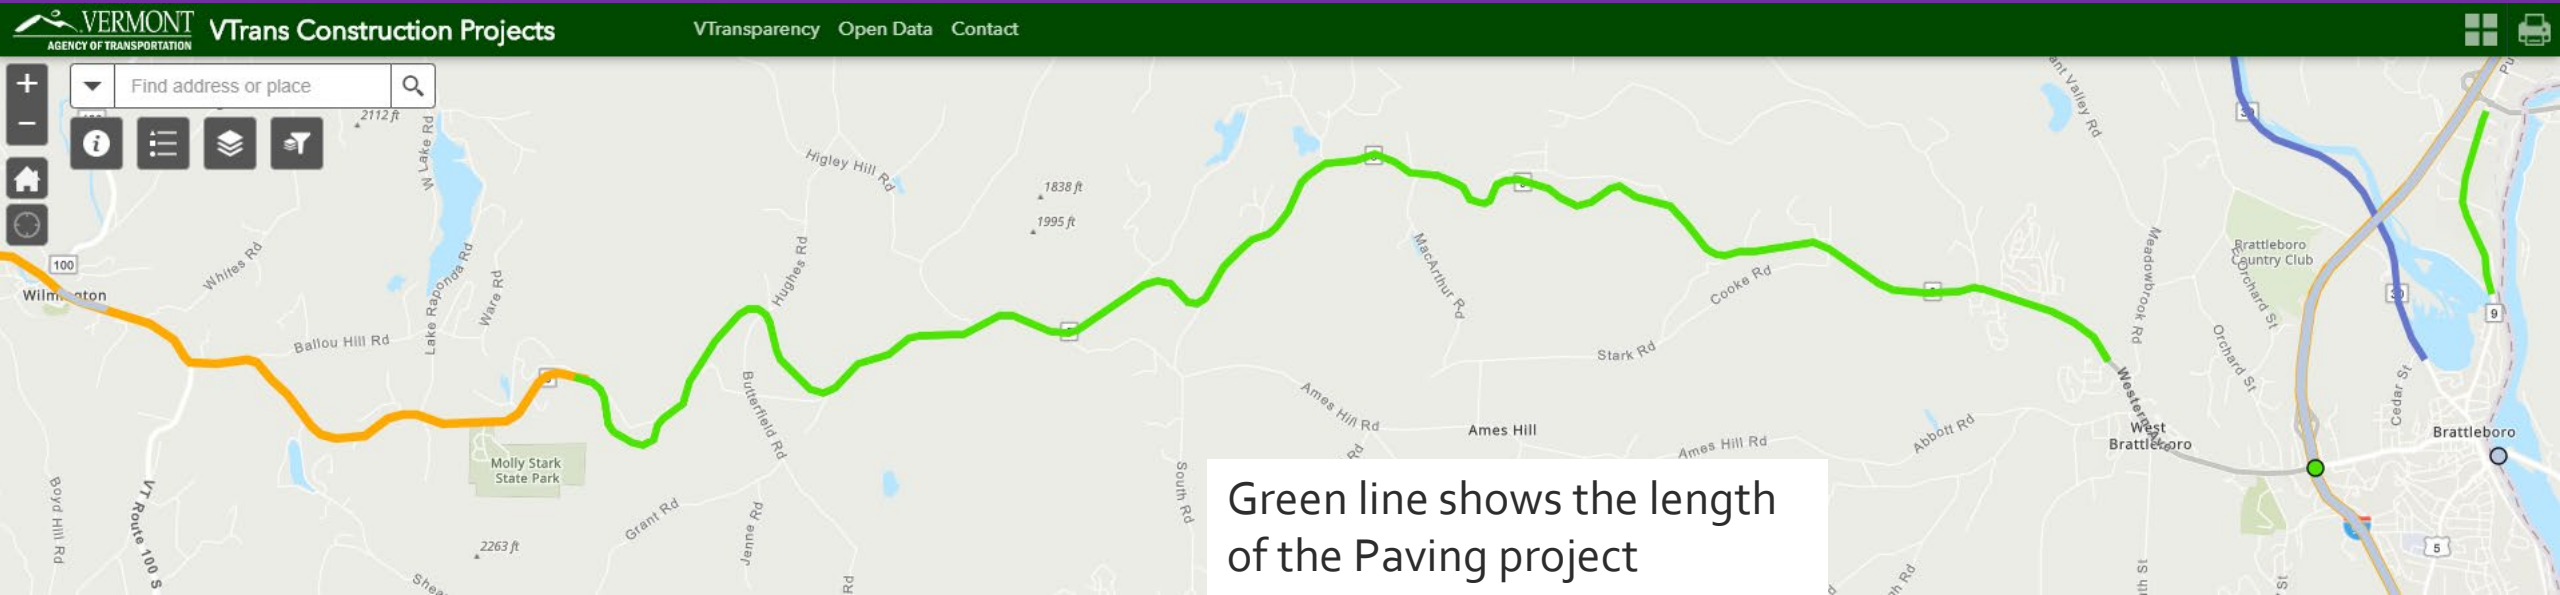 VERMONT
AGENCY OF TRANSPORTATION
VTrans Construction Projects
VTransparency Open Data Contact
+
Find address or place
−
2112 ft
W Lake Rd
Higley Hill Rd
1838 ft
1995 ft
100
Whites Rd
Lake Raponda Rd
Ware Rd
Hughes Rd
Ballou Hill Rd
MacArthur Rd
Cooke Rd
Meadowbrook Rd
Brattleboro
Country Club
Orchard St
30
9
Stark Rd
Orchard St
Butterfield Rd
Ames Hill Rd
Ames Hill
Ames Hill Rd
Abbott Rd
Western Ave
West
Brattleboro
Cedar St
Brattleboro
Molly Stark
State Park
Boyd Hill Rd
VT Route 100 S
Grant Rd
Jenne Rd
2263 ft
South Rd
Rd
Rd
5
Green line shows the length
of the Paving project